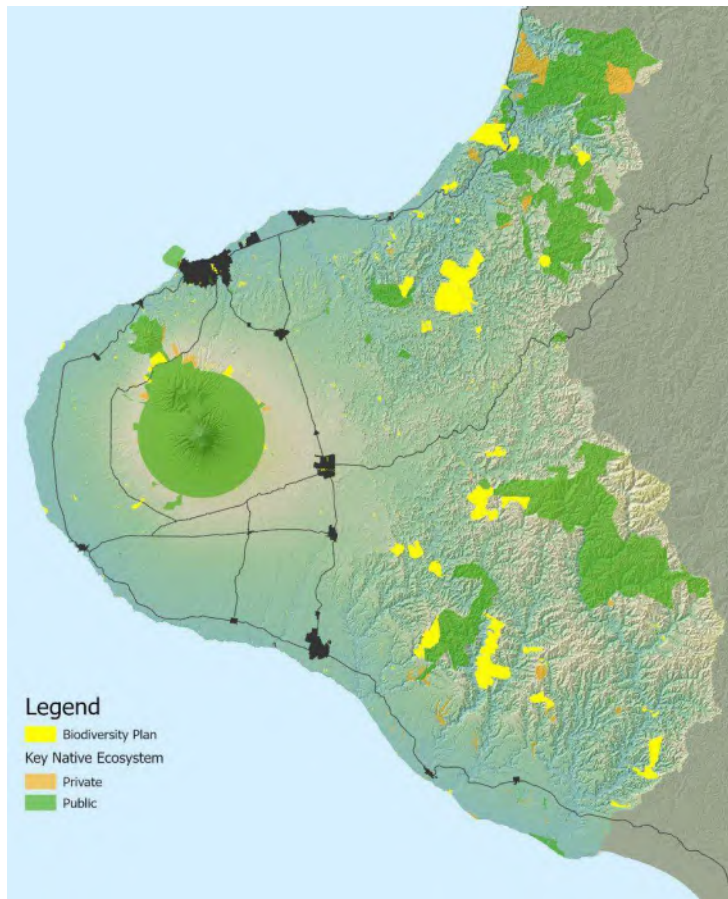 Legend
Biodiversity Plan
Key Native Ecosystem
Private
Public